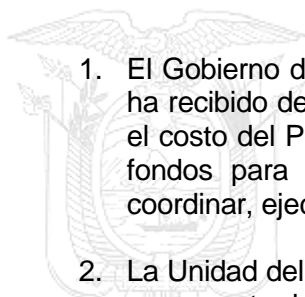 1. El Gobierno d
ha recibido de
el costo del P
fondos para
coordinar, ejec
2. La Unidad del